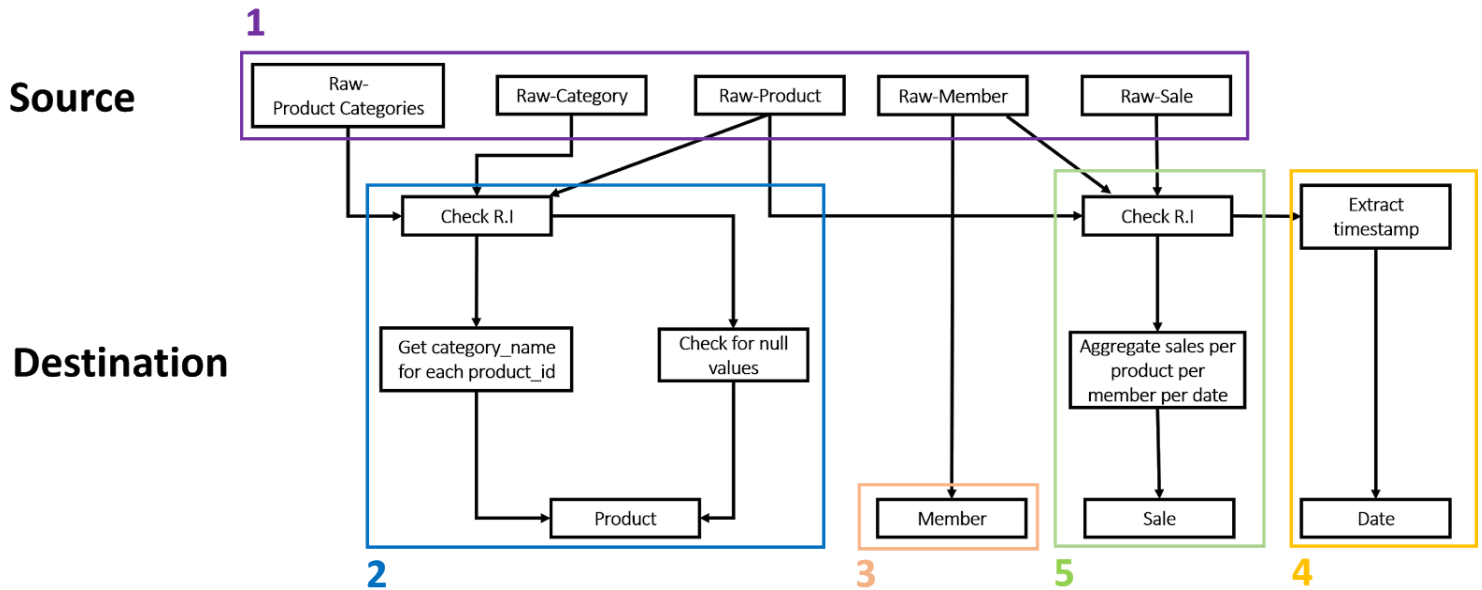 1
Source
Raw-
Product Categories
Raw-Category
Raw-Product
Raw-Member
Raw-Sale
Check R.I
Check R.I
Extract
timestamp
Destination
Get category_name
for each product_id
Check for null
values
Aggregate sales per
product per
member per date
Product
Member
Sale
Date
2
3
5
4